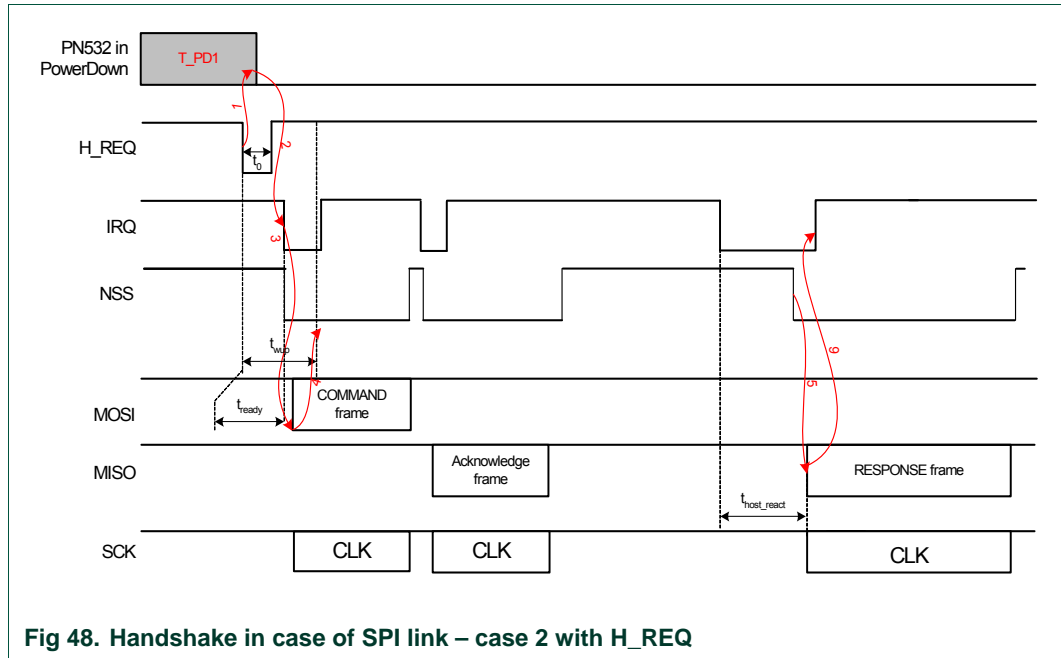 PN532 in
PowerDown
T_PD1
1
H_REQ
t0
2
IRQ
3
NSS
twup
4
5
9
MOSI
tready
COMMAND
frame
MISO
Acknowledge
frame
RESPONSE frame
thost_react
SCK
CLK
CLK
CLK
Fig 48. Handshake in case of SPI link – case 2 with H_REQ